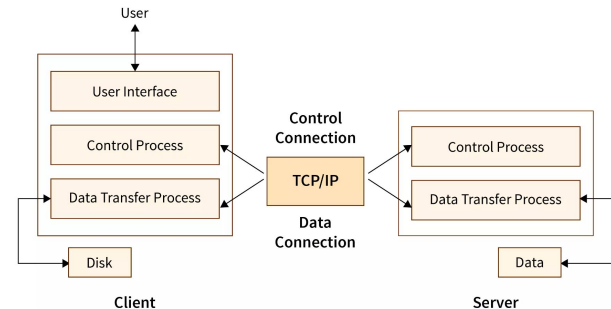 User
User Interface
Control Process
Data Transfer Process
Disk
Client
Control
Connection
TCP/IP
Data
Connection
Control Process
Data Transfer Process
Data
Server